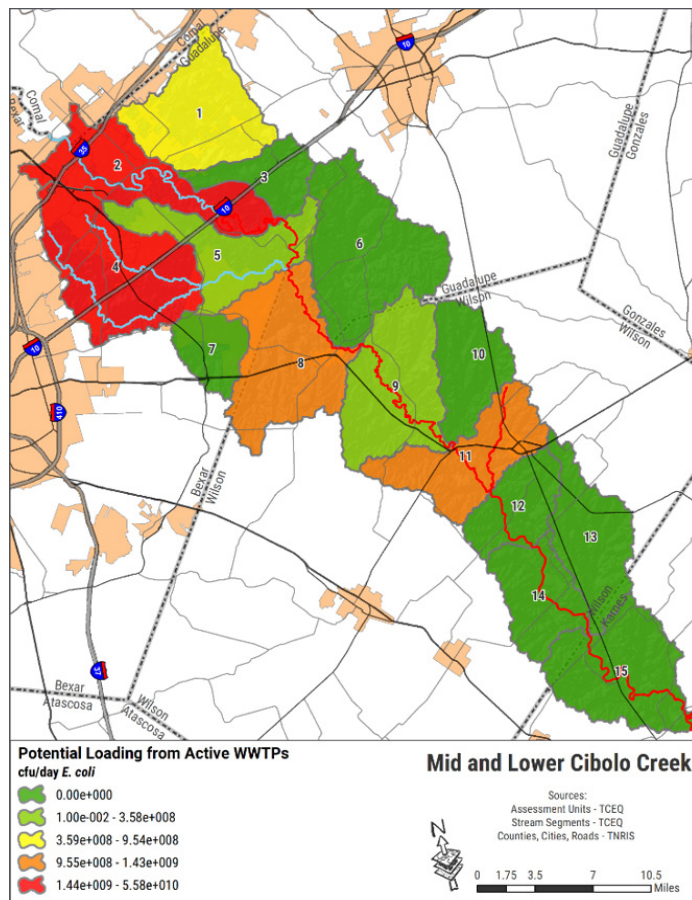 Comal
Guadalupe
10
Comal
Bexar
1
35
2
3
10
Guadalupe
Gonzales
6
5
4
Guadalupe
Wilson
Gonzales
Wilson
7
10
8
10
9
410
11
Bexar
Wilson
12
13
Wilson
Karnes
14
15
37
Bexar
Atascosa
Wilson
Atascosa
Potential Loading from Active WWTPs
cfu/day E. coli
0.00e+000
1.00e-002 - 3.58e+008
3.59e+008 - 9.54e+008
9.55e+008 - 1.43e+009
1.44e+009 - 5.58e+010
Mid and Lower Cibolo Creek
Sources:
Assessment Units - TCEQ
Stream Segments - TCEQ
Counties, Cities, Roads - TNRIS
N
0 1.75 3.5 7 10.5
Miles